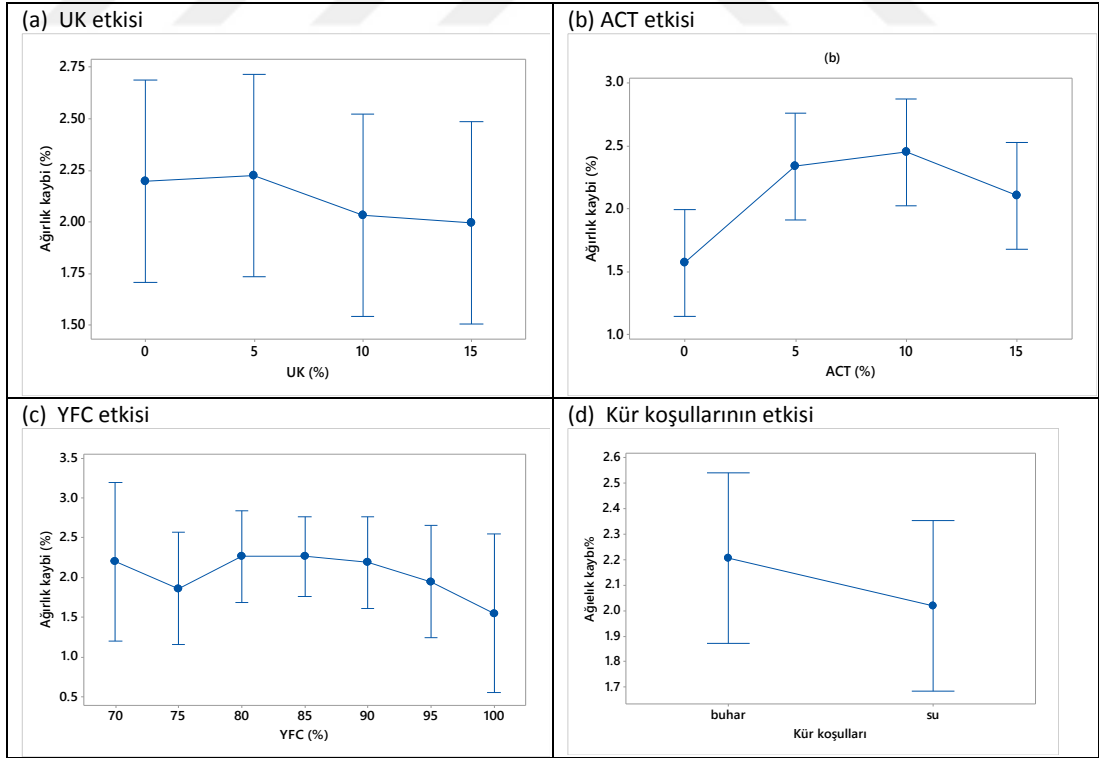 (a) UK etkisi
Ağırlık kaybi (%)
2.75
2.50
2.25
2.00
1.75
1.50
0 5 10 15
UK (%)
(b) ACT etkisi
(b)
Ağırlık kaybi (%)
3.0
2.5
2.0
1.5
1.0
0 5 10 15
ACT (%)
(c) YFC etkisi
Ağırlık kaybi (%)
3.5
3.0
2.5
2.0
1.5
1.0
0.5
70 75 80 85 90 95 100
YFC (%)
(d) Kür koşullarının etkisi
Ağıelık kaybı%
2.6
2.5
2.4
2.3
2.2
2.1
2.0
1.9
1.8
1.7
buhar su
Kür koşulları